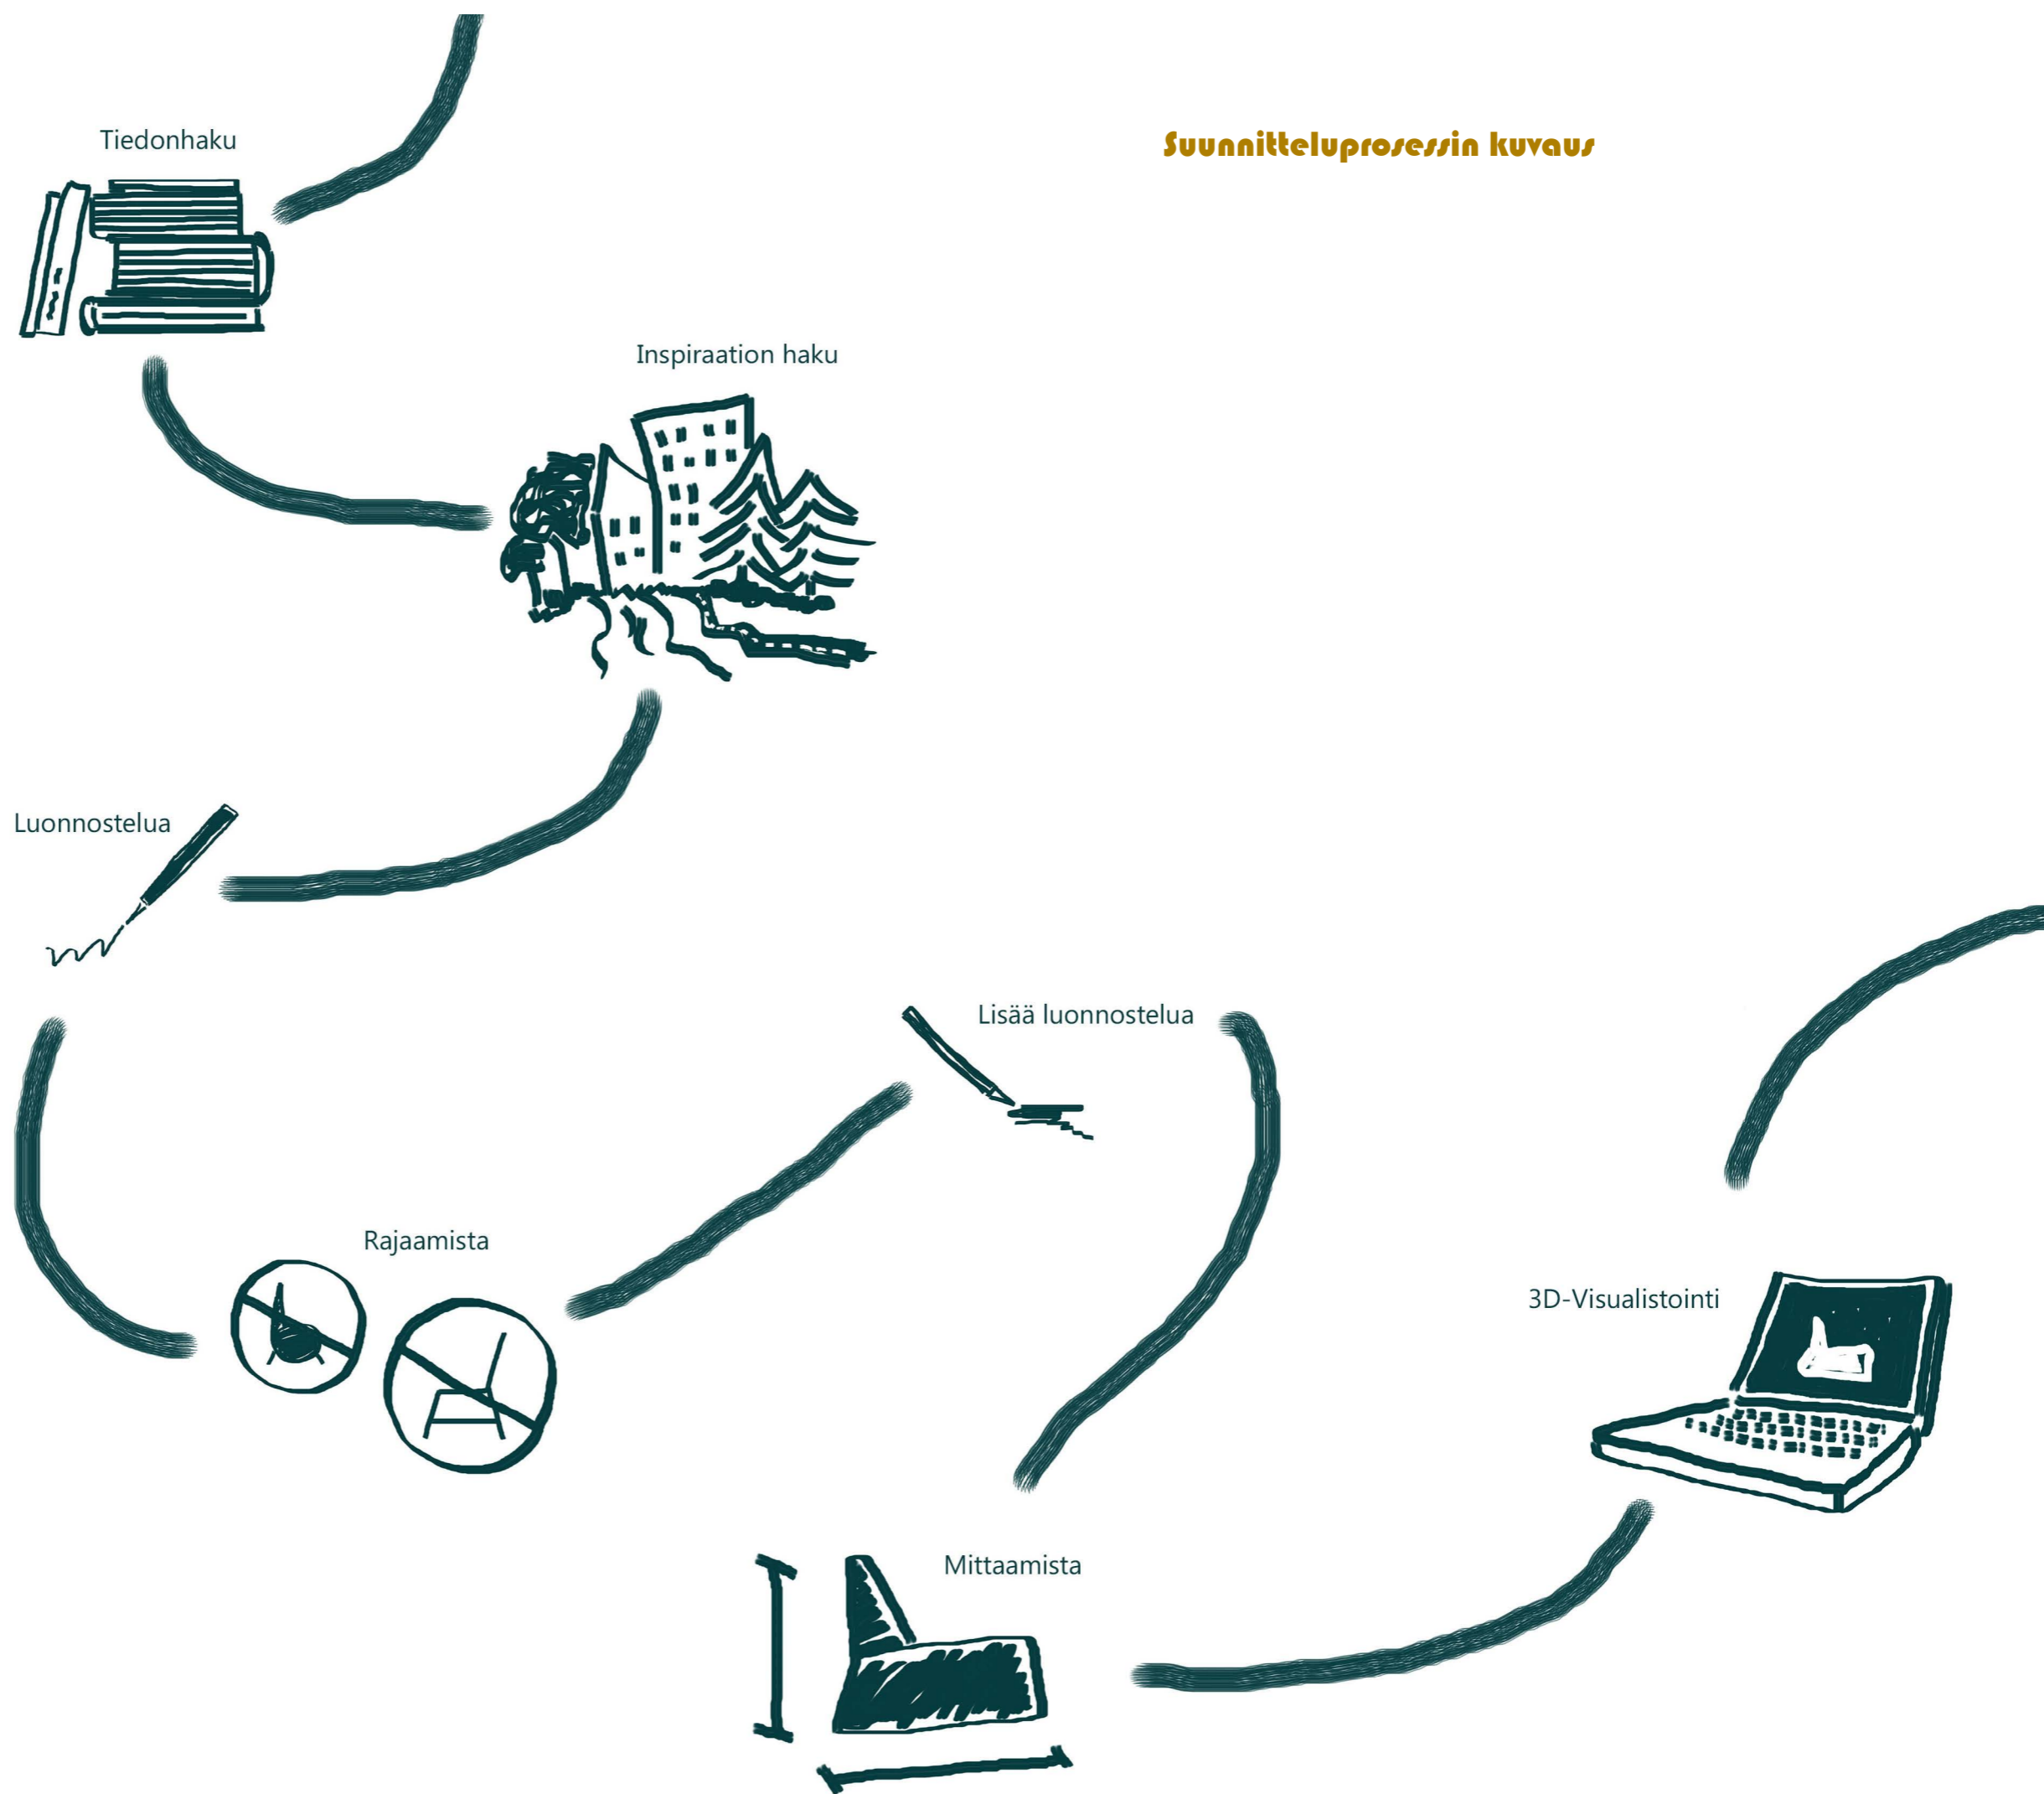 Suunnitteluprosessin kuvaus
Tiedonhaku
Inspiraation haku
Luonnostelua
Lisää luonnostelua
Rajaamista
3D-Visualistointi
Mittaamista